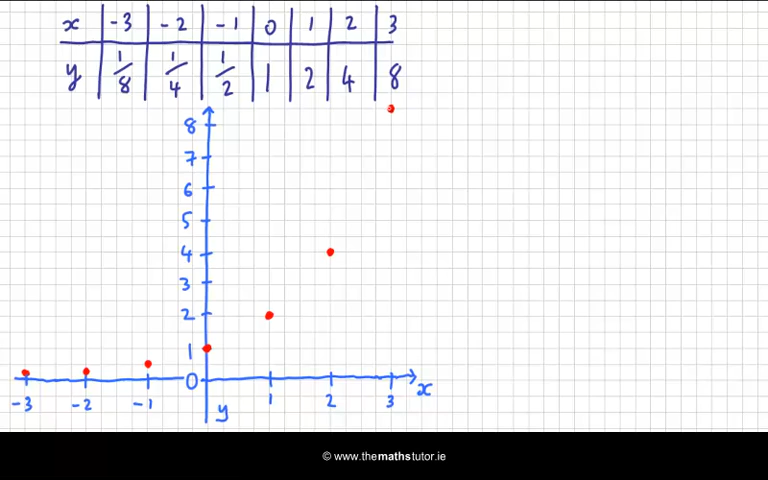 x -3 -2 -1 0 1 2 3
y 1/8 1/4 1/2 1 2 4 8
8
7
6
5
4
3
2
1
0
-3 -2 -1 1 2 3 x
y
© www.themathstutor.ie